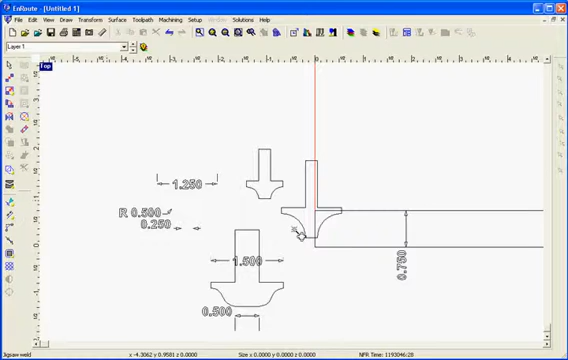 EnRoute - [Untitled 1]
File Edit View Draw Transform Surface Toolpath Machining Setup Window Solutions Help
Layer 1
Top
1.250
R 0.500
0.250
1.500
0.500
0.750
Jigsaw weld
x: -4.3062 y: 0.9581 z: 0.0000
Size x: 0.0000 y: 0.0000 z: 0.0000
NFR Time: 1193046:28